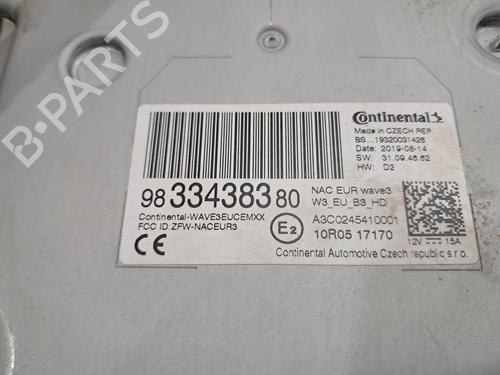 B-PARTS
Continental
Made in CZECH REP.
BS...19320031426
Date: 2019-08-14
SW: 31.09.46.62
HW: D2
98 334383 80
NAC EUR wave3
W3_EU_B3_HD
Continental-WAVE3EUCEMXX
FCC ID:ZFW-NACEUR3
A3C0245410001
CE
E2
10R05 17170
12V 15A
Continental Automotive Czech republic s.r.o.